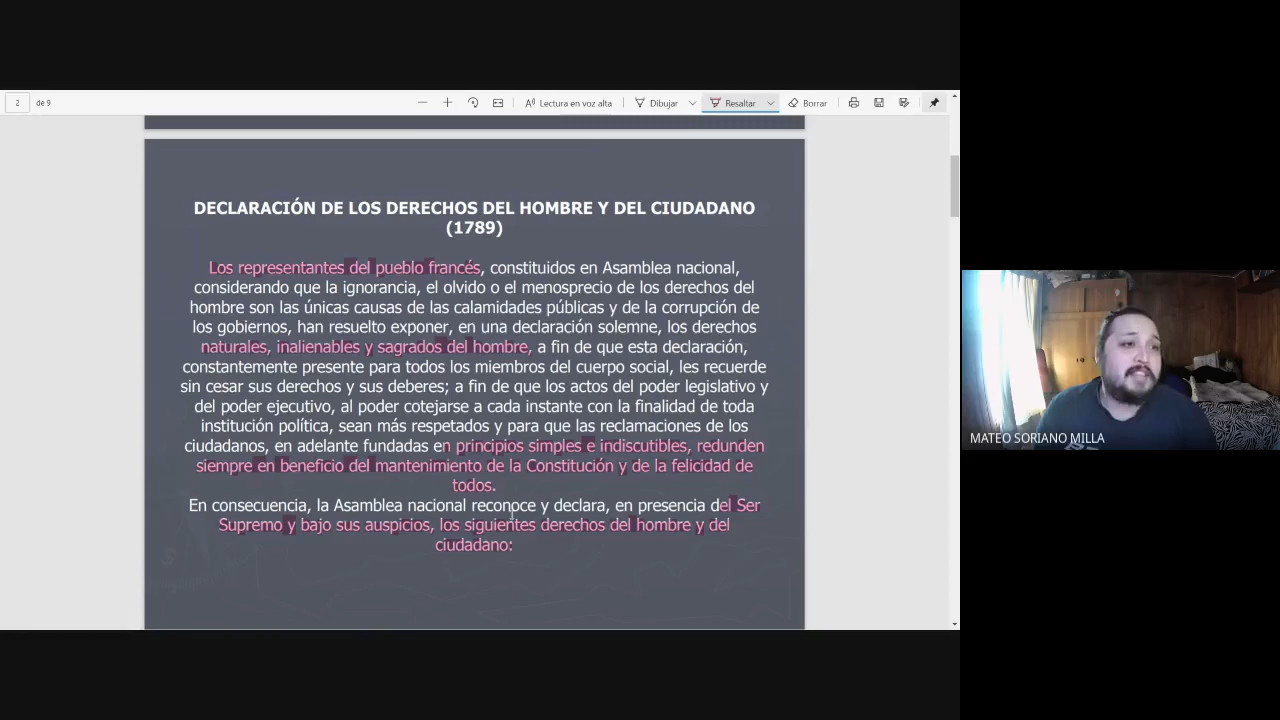 2 de 9 Lectura en voz alta Dibujar Resaltar Borrar
DECLARACIÓN DE LOS DERECHOS DEL HOMBRE Y DEL CIUDADANO
(1789)
Los representantes del pueblo francés, constituidos en Asamblea nacional,
considerando que la ignorancia, el olvido o el menosprecio de los derechos del
hombre son las únicas causas de las calamidades públicas y de la corrupción de
los gobiernos, han resuelto exponer, en una declaración solemne, los derechos
naturales, inalienables y sagrados del hombre, a fin de que esta declaración,
constantemente presente para todos los miembros del cuerpo social, les recuerde
sin cesar sus derechos y sus deberes; a fin de que los actos del poder legislativo y
del poder ejecutivo, al poder cotejarse a cada instante con la finalidad de toda
institución política, sean más respetados y para que las reclamaciones de los
ciudadanos, en adelante fundadas en principios simples e indiscutibles, redunden
siempre en beneficio del mantenimiento de la Constitución y de la felicidad de
todos.
En consecuencia, la Asamblea nacional reconoce y declara, en presencia del Ser
Supremo y bajo sus auspicios, los siguientes derechos del hombre y del
ciudadano:
MATEO SORIANO MILLA